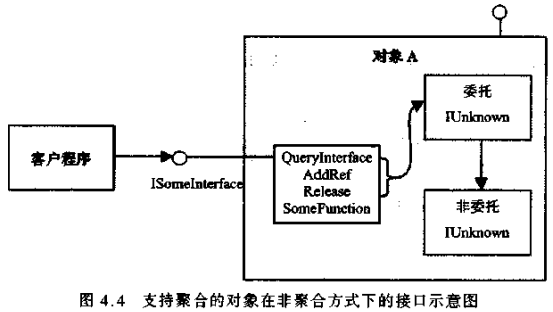 对象 A
委托
IUnknown
客户程序
ISomeInterface
QueryInterface
AddRef
Release
SomeFunction
非委托
IUnknown
图 4.4 支持聚合的对象在非聚合方式下的接口示意图